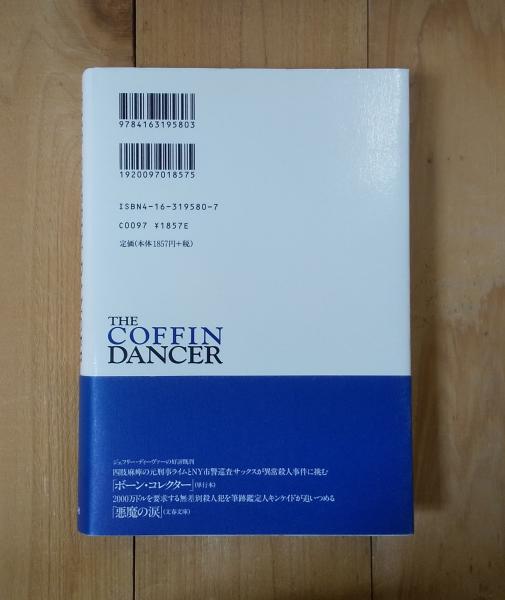 9784163195803
1920097018575
ISBN4-16-319580-7
C0097 ¥1857E
定価(本体1857円+税)
THE
COFFIN
DANCER
ジェフリー・ディーヴァーの好評既刊
四肢麻痺の元刑事ライムとNY市警巡査サックスが異常殺人事件に挑む
「ボーン・コレクター」(単行本)
2000万ドルを要求する無差別殺人犯を筆跡鑑定人キンケイドが追いつめる
「悪魔の涙」(文春文庫)